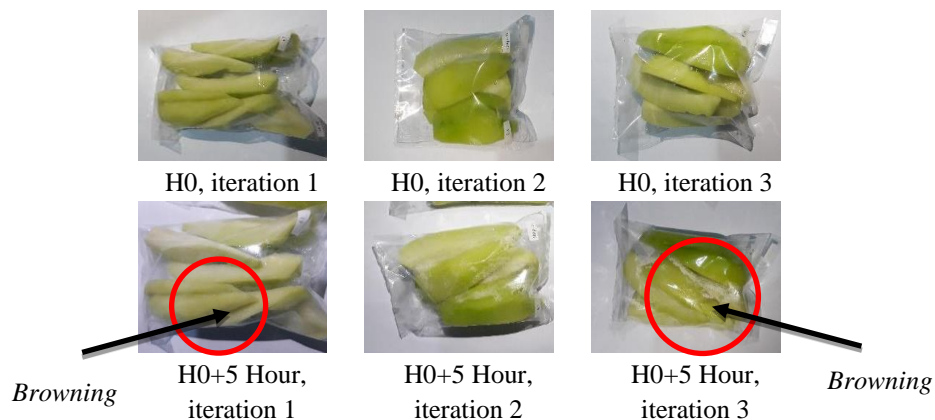 H0, iteration 1
H0, iteration 2
H0, iteration 3
Browning
H0+5 Hour,
iteration 1
H0+5 Hour,
iteration 2
H0+5 Hour,
iteration 3
Browning